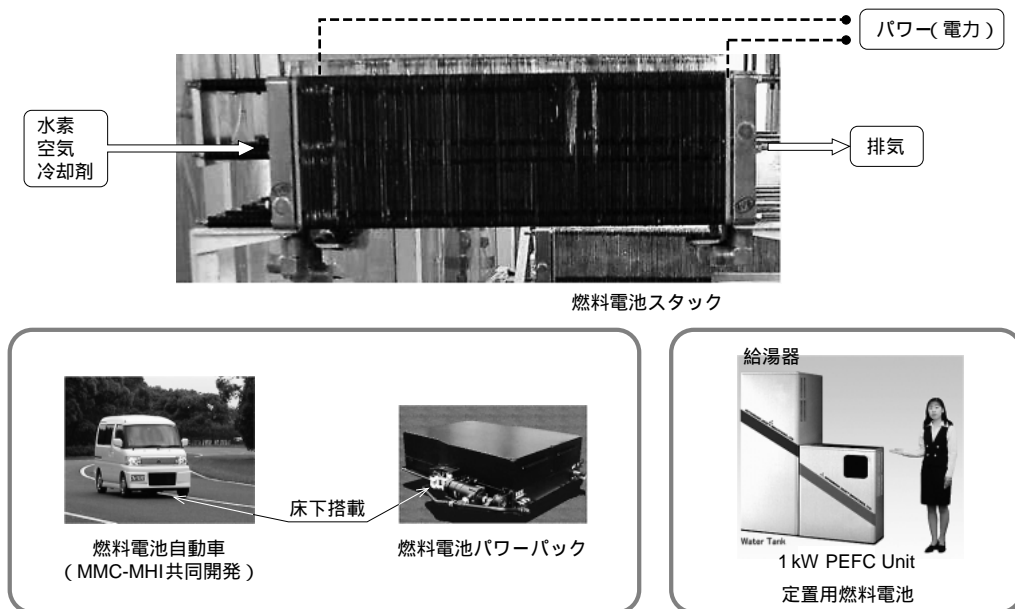 パワー(電力)
水素
空気
冷却剤
排気
燃料電池スタック
床下搭載
燃料電池自動車
(MMC-MHI共同開発)
燃料電池パワーパック
給湯器
Water Tank
1kW PEFC Unit
定置用燃料電池